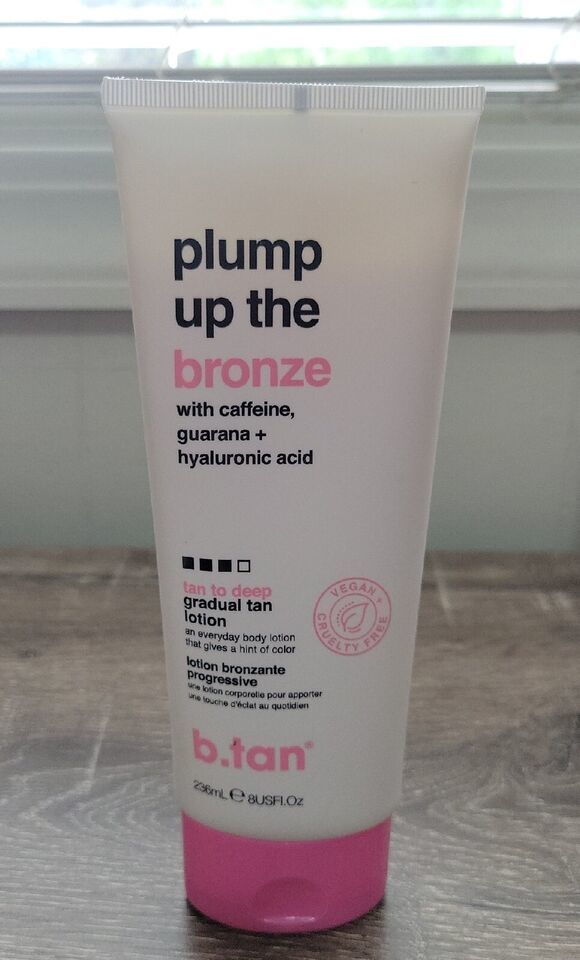 plump
up the
bronze
with caffeine,
guarana +
hyaluronic acid
tan to deep
gradual tan
lotion
an everyday body lotion
that gives a hint of color
lotion bronzante
progressive
une lotion corporelle pour apporter
une touche d'éclat au quotidien
VEGAN +
CRUELTY FREE
b.tan®
236mL ℮ 8USFl.Oz